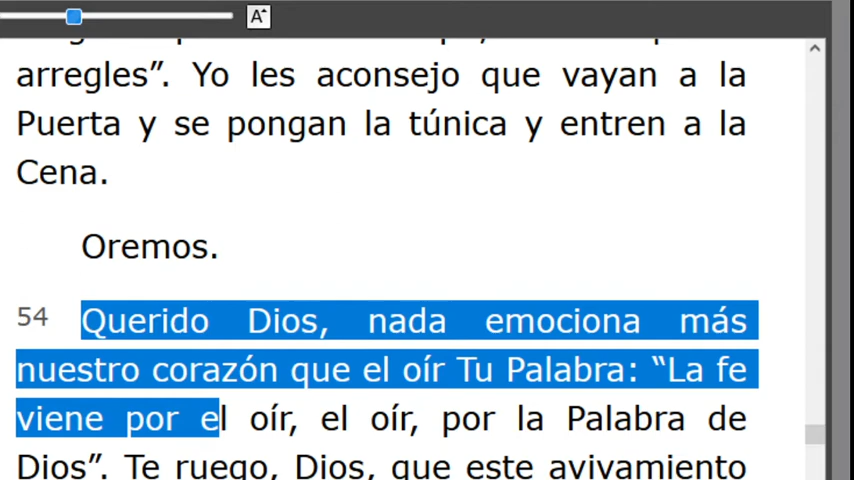 A
arregles”. Yo les aconsejo que vayan a la
Puerta y se pongan la túnica y entren a la
Cena.
Oremos.
54 Querido Dios, nada emociona más
nuestro corazón que el oír Tu Palabra: “La fe
viene por el oír, el oír, por la Palabra de
Dios”. Te ruego, Dios, que este avivamiento